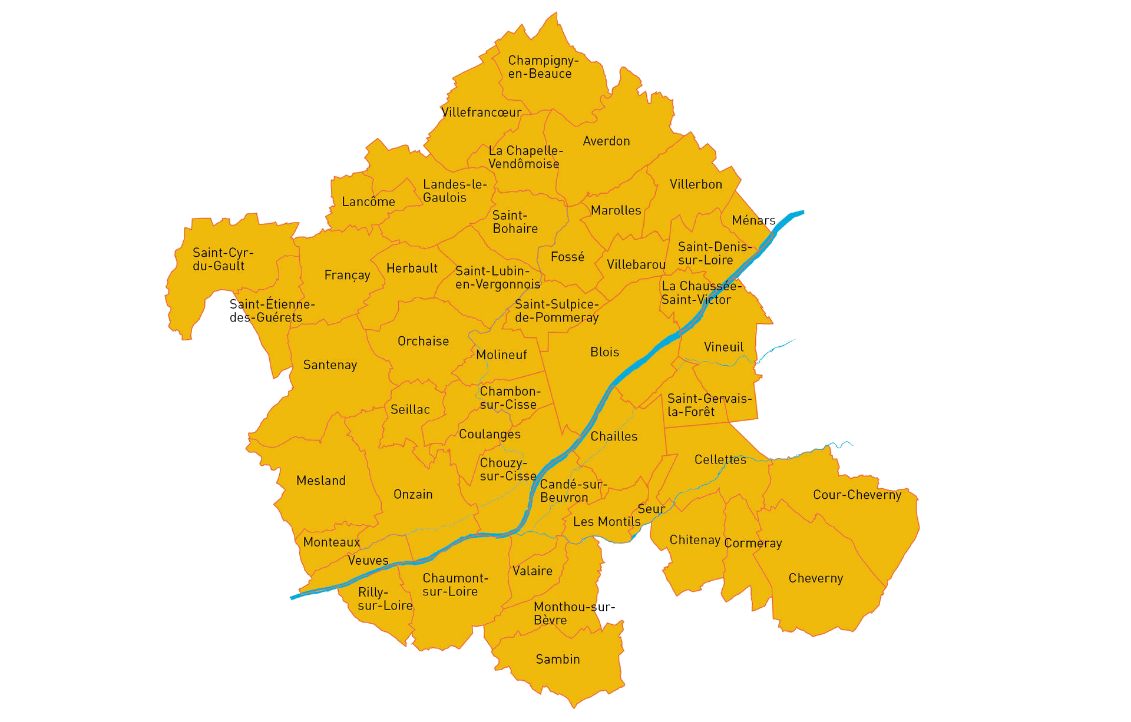 Champigny-
en-Beauce
Villefrancœur
Averdon
La Chapelle-
Vendômoise
Villerbon
Landes-le-
Gaulois
Lancôme
Marolles
Saint-
Bohaire
Ménars
Saint-Denis-
sur-Loire
Saint-Cyr-
du-Gault
Fossé
Villebarou
Herbault
Françay
Saint-Lubin-
en-Vergonnois
La Chaussée-
Saint-Victor
Saint-Étienne-
des-Guérets
Saint-Sulpice-
de-Pommeray
Orchaise
Vineuil
Blois
Molineuf
Santenay
Chambon-
sur-Cisse
Saint-Gervais-
la-Forêt
Seillac
Coulanges
Chailles
Cellettes
Chouzy-
sur-Cisse
Mesland
Candé-sur-
Beuvron
Onzain
Cour-Cheverny
Seur
Les Montils
Monteaux
Chitenay
Cormeray
Veuves
Valaire
Chaumont-
sur-Loire
Cheverny
Rilly-
sur-Loire
Monthou-sur-
Bèvre
Sambin